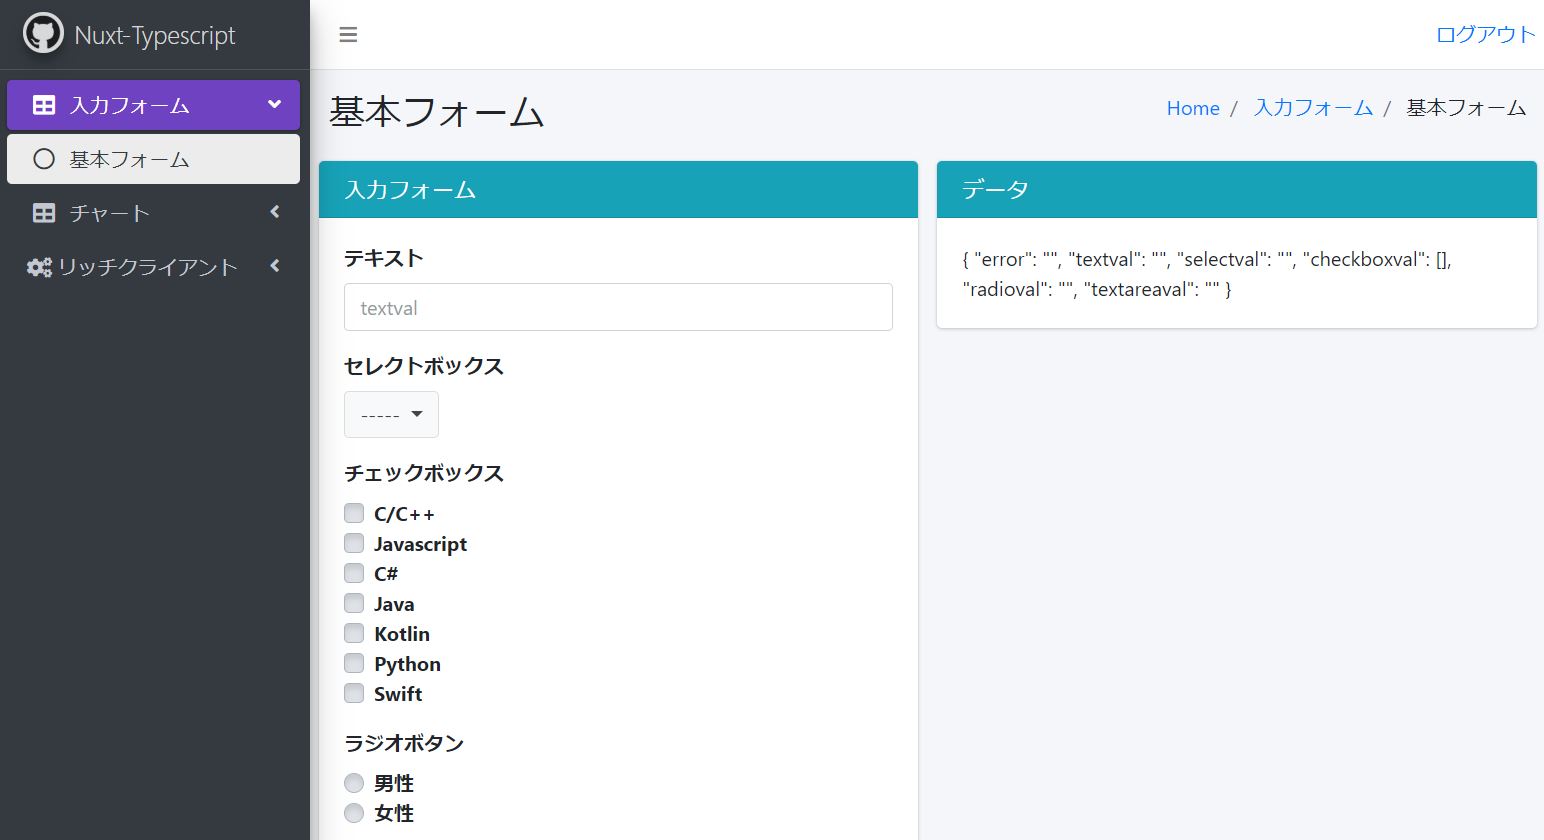 Nuxt-Typescript
ログアウト
入力フォーム
基本フォーム
チャート
リッチクライアント
基本フォーム
Home / 入力フォーム / 基本フォーム
入力フォーム
テキスト
textval
セレクトボックス
-----
チェックボックス
C/C++
Javascript
C#
Java
Kotlin
Python
Swift
ラジオボタン
男性
女性
データ
{ "error": "", "textval": "", "selectval": "", "checkboxval": [],
"radioval": "", "textareaval": "" }